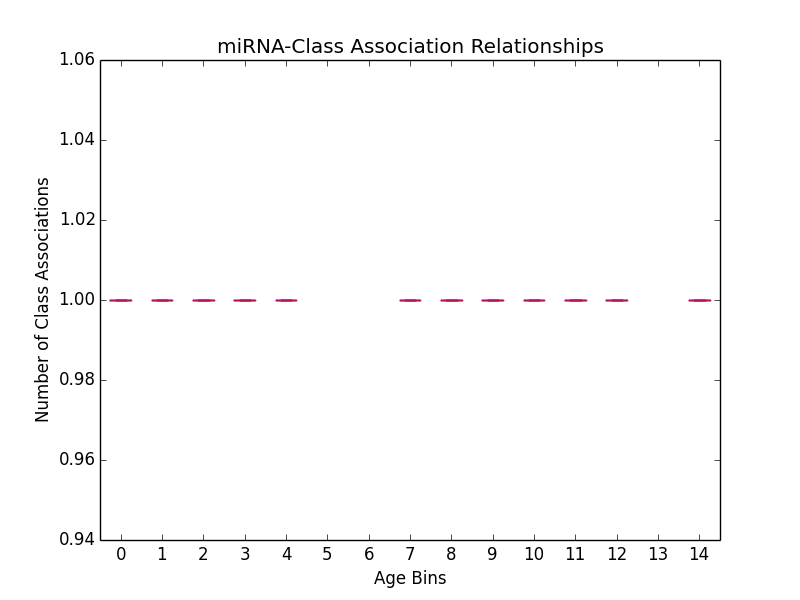 miRNA-Class Association Relationships
1.06
1.04
1.02
1.00
0.98
0.96
0.94
Number of Class Associations
0 1 2 3 4 5 6 7 8 9 10 11 12 13 14
Age Bins